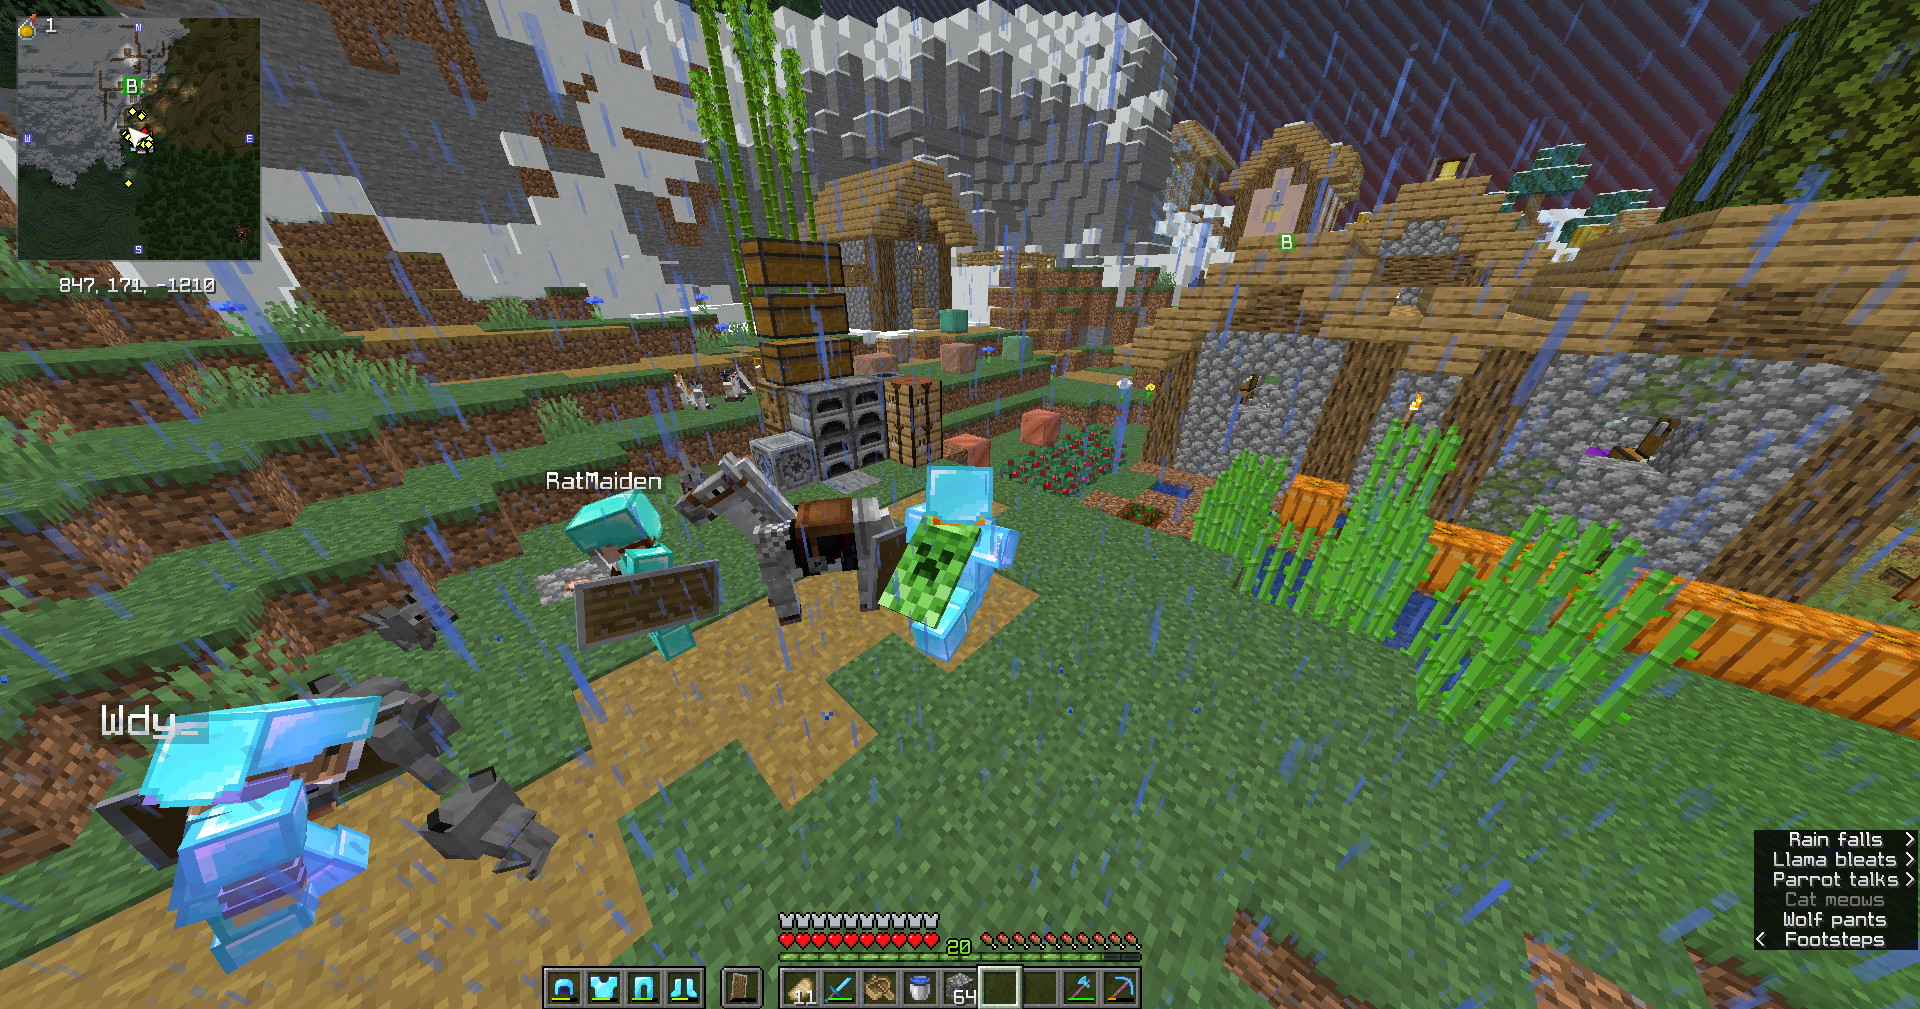 1
N
B
W
E
S
847, 171, -1210
B
RatMaiden
Wdy_
Rain falls >
Llama bleats >
Parrot talks >
Cat meows
Wolf pants
< Footsteps
20
11
64